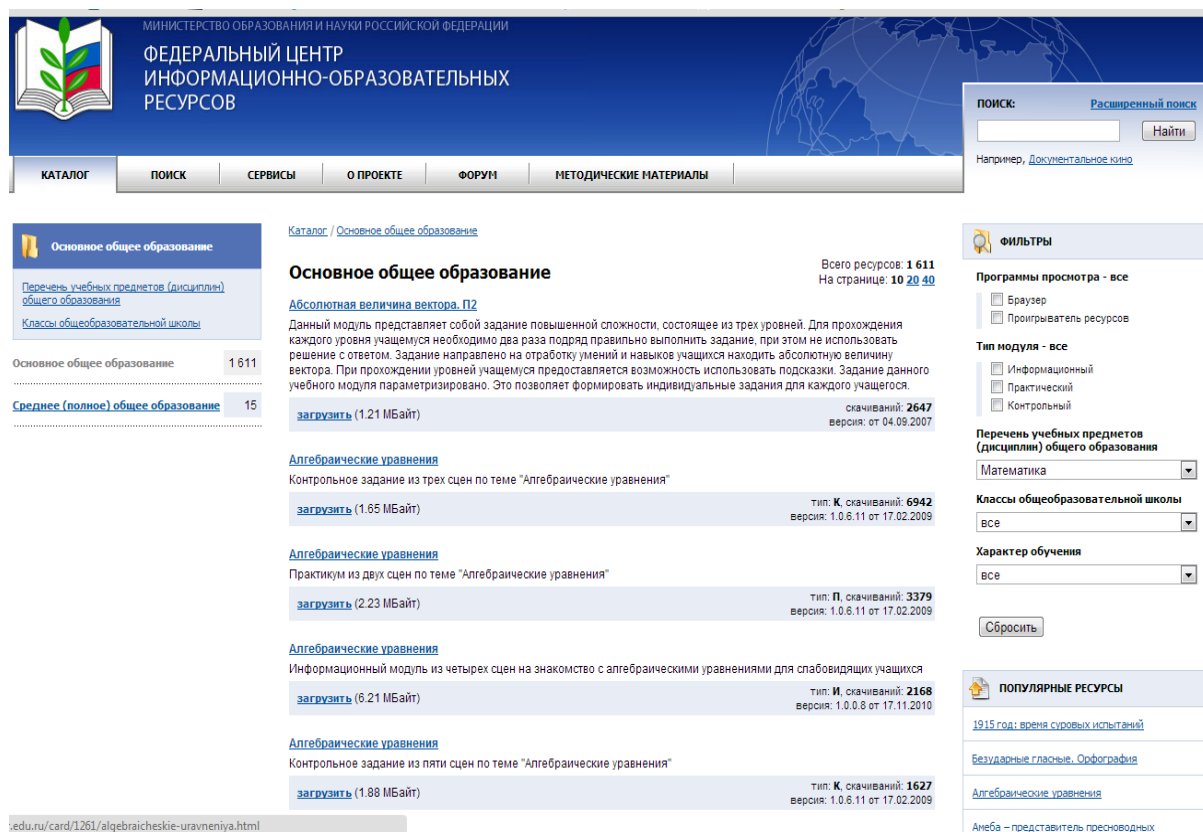 МИНИСТЕРСТВО ОБРАЗОВАНИЯ И НАУКИ РОССИЙСКОЙ ФЕДЕРАЦИИ
ФЕДЕРАЛЬНЫЙ ЦЕНТР
ИНФОРМАЦИОННО-ОБРАЗОВАТЕЛЬНЫХ
РЕСУРСОВ
ПОИСК: Расширенный поиск
Найти
Например, Документальное кино
КАТАЛОГ ПОИСК СЕРВИСЫ О ПРОЕКТЕ ФОРУМ МЕТОДИЧЕСКИЕ МАТЕРИАЛЫ
Основное общее образование
Перечень учебных предметов (дисциплин)
общего образования
Классы общеобразовательной школы
Основное общее образование 1 611
Среднее (полное) общее образование 15
Каталог / Основное общее образование
Основное общее образование
Всего ресурсов: 1 611
На странице: 10 20 40
Абсолютная величина вектора. П2
Данный модуль представляет собой задание повышенной сложности, состоящее из трех уровней. Для прохождения
каждого уровня учащемуся необходимо два раза подряд правильно выполнить задание, при этом не использовать
решение с ответом. Задание направлено на отработку умений и навыков учащихся находить абсолютную величину
вектора. При прохождении уровней учащемуся предоставляется возможность использовать подсказки. Задание данного
учебного модуля параметризировано. Это позволяет формировать индивидуальные задания для каждого учащегося.
загрузить (1.21 МБайт)
скачиваний: 2647
версия: от 04.09.2007
Алгебраические уравнения
Контрольное задание из трех сцен по теме "Алгебраические уравнения"
загрузить (1.65 МБайт)
тип: К, скачиваний: 6942
версия: 1.0.6.11 от 17.02.2009
Алгебраические уравнения
Практикум из двух сцен по теме "Алгебраические уравнения"
загрузить (2.23 МБайт)
тип: П, скачиваний: 3379
версия: 1.0.6.11 от 17.02.2009
Алгебраические уравнения
Информационный модуль из четырех сцен на знакомство с алгебраическими уравнениями для слабовидящих учащихся
загрузить (6.21 МБайт)
тип: И, скачиваний: 2168
версия: 1.0.0.8 от 17.11.2010
Алгебраические уравнения
Контрольное задание из пяти сцен по теме "Алгебраические уравнения"
загрузить (1.88 МБайт)
тип: К, скачиваний: 1627
версия: 1.0.6.11 от 17.02.2009
ФИЛЬТРЫ
Программы просмотра - все
Браузер
Проигрыватель ресурсов
Тип модуля - все
Информационный
Практический
Контрольный
Перечень учебных предметов
(дисциплин) общего образования
Математика
Классы общеобразовательной школы
все
Характер обучения
все
Сбросить
ПОПУЛЯРНЫЕ РЕСУРСЫ
1915 год: время суровых испытаний
Безударные гласные. Орфография
Алгебраические уравнения
Амеба – представитель пресноводных
.edu.ru/card/1261/algebraicheskie-uravneniya.html